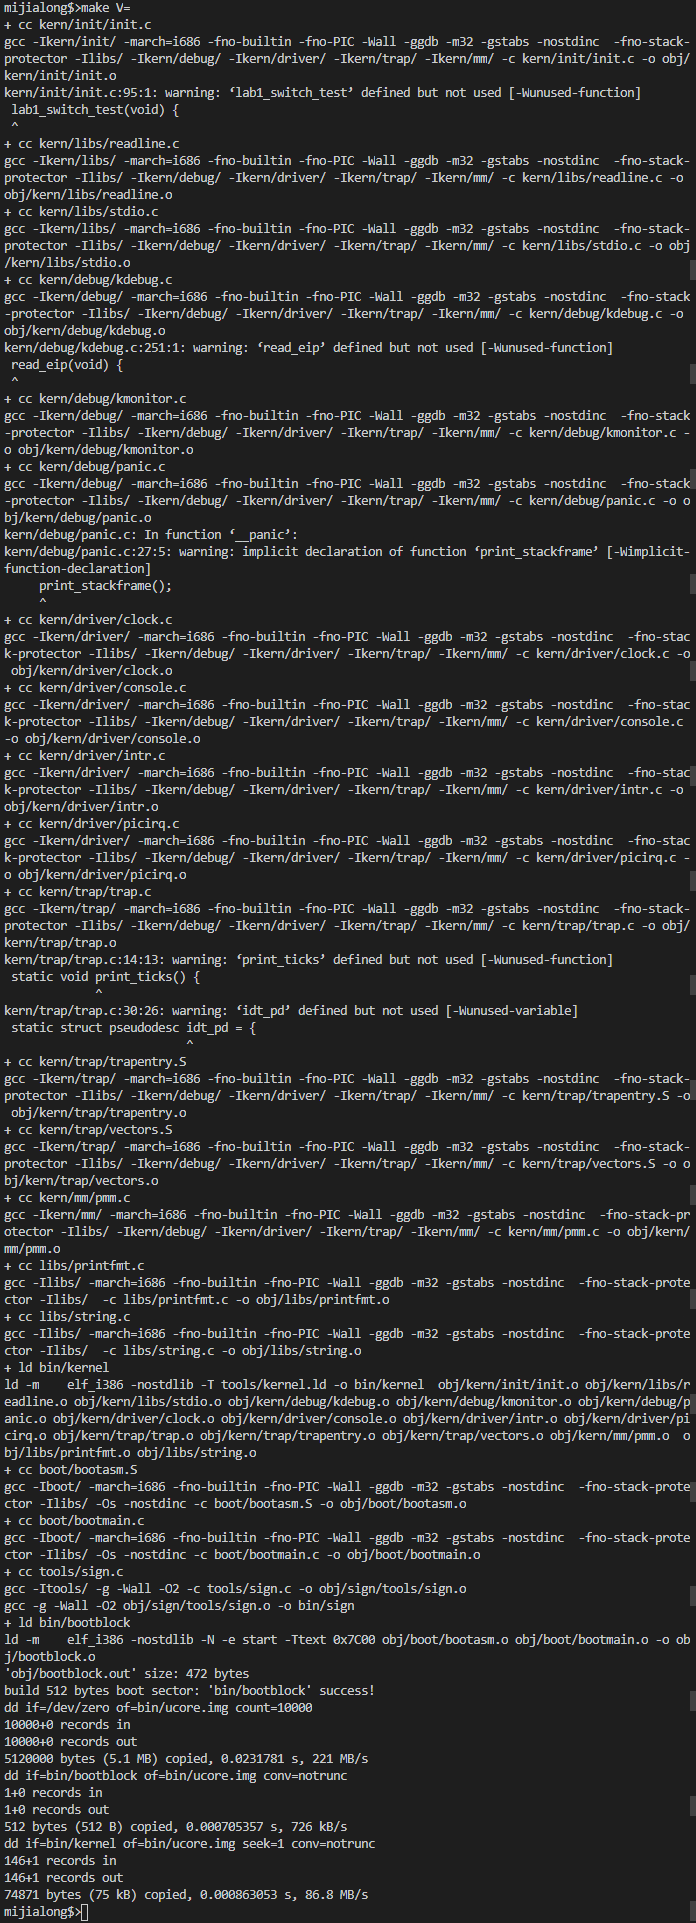 mijialong$>make V=
+ cc kern/init/init.c
gcc -Ikern/init/ -march=i686 -fno-builtin -fno-PIC -Wall -ggdb -m32 -gstabs -nostdinc  -fno-stack-
protector -Ilibs/ -Ikern/debug/ -Ikern/driver/ -Ikern/trap/ -Ikern/mm/ -c kern/init/init.c -o obj/
kern/init/init.o
kern/init/init.c:95:1: warning: ‘lab1_switch_test’ defined but not used [-Wunused-function]
 lab1_switch_test(void) {
 ^
+ cc kern/libs/readline.c
gcc -Ikern/libs/ -march=i686 -fno-builtin -fno-PIC -Wall -ggdb -m32 -gstabs -nostdinc  -fno-stack-
protector -Ilibs/ -Ikern/debug/ -Ikern/driver/ -Ikern/trap/ -Ikern/mm/ -c kern/libs/readline.c -o
obj/kern/libs/readline.o
+ cc kern/libs/stdio.c
gcc -Ikern/libs/ -march=i686 -fno-builtin -fno-PIC -Wall -ggdb -m32 -gstabs -nostdinc  -fno-stack-
protector -Ilibs/ -Ikern/debug/ -Ikern/driver/ -Ikern/trap/ -Ikern/mm/ -c kern/libs/stdio.c -o obj
/kern/libs/stdio.o
+ cc kern/debug/kdebug.c
gcc -Ikern/debug/ -march=i686 -fno-builtin -fno-PIC -Wall -ggdb -m32 -gstabs -nostdinc  -fno-stack
-protector -Ilibs/ -Ikern/debug/ -Ikern/driver/ -Ikern/trap/ -Ikern/mm/ -c kern/debug/kdebug.c -o
obj/kern/debug/kdebug.o
kern/debug/kdebug.c:251:1: warning: ‘read_eip’ defined but not used [-Wunused-function]
 read_eip(void) {
 ^
+ cc kern/debug/kmonitor.c
gcc -Ikern/debug/ -march=i686 -fno-builtin -fno-PIC -Wall -ggdb -m32 -gstabs -nostdinc  -fno-stack
-protector -Ilibs/ -Ikern/debug/ -Ikern/driver/ -Ikern/trap/ -Ikern/mm/ -c kern/debug/kmonitor.c -
o obj/kern/debug/kmonitor.o
+ cc kern/debug/panic.c
gcc -Ikern/debug/ -march=i686 -fno-builtin -fno-PIC -Wall -ggdb -m32 -gstabs -nostdinc  -fno-stack
-protector -Ilibs/ -Ikern/debug/ -Ikern/driver/ -Ikern/trap/ -Ikern/mm/ -c kern/debug/panic.c -o o
bj/kern/debug/panic.o
kern/debug/panic.c: In function ‘__panic’:
kern/debug/panic.c:27:5: warning: implicit declaration of function ‘print_stackframe’ [-Wimplicit-
function-declaration]
     print_stackframe();
     ^
+ cc kern/driver/clock.c
gcc -Ikern/driver/ -march=i686 -fno-builtin -fno-PIC -Wall -ggdb -m32 -gstabs -nostdinc  -fno-stac
k-protector -Ilibs/ -Ikern/debug/ -Ikern/driver/ -Ikern/trap/ -Ikern/mm/ -c kern/driver/clock.c -o
 obj/kern/driver/clock.o
+ cc kern/driver/console.c
gcc -Ikern/driver/ -march=i686 -fno-builtin -fno-PIC -Wall -ggdb -m32 -gstabs -nostdinc  -fno-stac
k-protector -Ilibs/ -Ikern/debug/ -Ikern/driver/ -Ikern/trap/ -Ikern/mm/ -c kern/driver/console.c
-o obj/kern/driver/console.o
+ cc kern/driver/intr.c
gcc -Ikern/driver/ -march=i686 -fno-builtin -fno-PIC -Wall -ggdb -m32 -gstabs -nostdinc  -fno-stac
k-protector -Ilibs/ -Ikern/debug/ -Ikern/driver/ -Ikern/trap/ -Ikern/mm/ -c kern/driver/intr.c -o
obj/kern/driver/intr.o
+ cc kern/driver/picirq.c
gcc -Ikern/driver/ -march=i686 -fno-builtin -fno-PIC -Wall -ggdb -m32 -gstabs -nostdinc  -fno-stac
k-protector -Ilibs/ -Ikern/debug/ -Ikern/driver/ -Ikern/trap/ -Ikern/mm/ -c kern/driver/picirq.c -
o obj/kern/driver/picirq.o
+ cc kern/trap/trap.c
gcc -Ikern/trap/ -march=i686 -fno-builtin -fno-PIC -Wall -ggdb -m32 -gstabs -nostdinc  -fno-stack-
protector -Ilibs/ -Ikern/debug/ -Ikern/driver/ -Ikern/trap/ -Ikern/mm/ -c kern/trap/trap.c -o obj/
kern/trap/trap.o
kern/trap/trap.c:14:13: warning: ‘print_ticks’ defined but not used [-Wunused-function]
 static void print_ticks() {
             ^
kern/trap/trap.c:30:26: warning: ‘idt_pd’ defined but not used [-Wunused-variable]
 static struct pseudodesc idt_pd = {
                          ^
+ cc kern/trap/trapentry.S
gcc -Ikern/trap/ -march=i686 -fno-builtin -fno-PIC -Wall -ggdb -m32 -gstabs -nostdinc  -fno-stack-
protector -Ilibs/ -Ikern/debug/ -Ikern/driver/ -Ikern/trap/ -Ikern/mm/ -c kern/trap/trapentry.S -o
 obj/kern/trap/trapentry.o
+ cc kern/trap/vectors.S
gcc -Ikern/trap/ -march=i686 -fno-builtin -fno-PIC -Wall -ggdb -m32 -gstabs -nostdinc  -fno-stack-
protector -Ilibs/ -Ikern/debug/ -Ikern/driver/ -Ikern/trap/ -Ikern/mm/ -c kern/trap/vectors.S -o o
bj/kern/trap/vectors.o
+ cc kern/mm/pmm.c
gcc -Ikern/mm/ -march=i686 -fno-builtin -fno-PIC -Wall -ggdb -m32 -gstabs -nostdinc  -fno-stack-pr
otector -Ilibs/ -Ikern/debug/ -Ikern/driver/ -Ikern/trap/ -Ikern/mm/ -c kern/mm/pmm.c -o obj/kern/
mm/pmm.o
+ cc libs/printfmt.c
gcc -Ilibs/ -march=i686 -fno-builtin -fno-PIC -Wall -ggdb -m32 -gstabs -nostdinc  -fno-stack-prote
ctor -Ilibs/  -c libs/printfmt.c -o obj/libs/printfmt.o
+ cc libs/string.c
gcc -Ilibs/ -march=i686 -fno-builtin -fno-PIC -Wall -ggdb -m32 -gstabs -nostdinc  -fno-stack-prote
ctor -Ilibs/  -c libs/string.c -o obj/libs/string.o
+ ld bin/kernel
ld -m    elf_i386 -nostdlib -T tools/kernel.ld -o bin/kernel  obj/kern/init/init.o obj/kern/libs/r
eadline.o obj/kern/libs/stdio.o obj/kern/debug/kdebug.o obj/kern/debug/kmonitor.o obj/kern/debug/p
anic.o obj/kern/driver/clock.o obj/kern/driver/console.o obj/kern/driver/intr.o obj/kern/driver/pi
cirq.o obj/kern/trap/trap.o obj/kern/trap/trapentry.o obj/kern/trap/vectors.o obj/kern/mm/pmm.o  o
bj/libs/printfmt.o obj/libs/string.o
+ cc boot/bootasm.S
gcc -Iboot/ -march=i686 -fno-builtin -fno-PIC -Wall -ggdb -m32 -gstabs -nostdinc  -fno-stack-prote
ctor -Ilibs/ -Os -nostdinc -c boot/bootasm.S -o obj/boot/bootasm.o
+ cc boot/bootmain.c
gcc -Iboot/ -march=i686 -fno-builtin -fno-PIC -Wall -ggdb -m32 -gstabs -nostdinc  -fno-stack-prote
ctor -Ilibs/ -Os -nostdinc -c boot/bootmain.c -o obj/boot/bootmain.o
+ cc tools/sign.c
gcc -Itools/ -g -Wall -O2 -c tools/sign.c -o obj/sign/tools/sign.o
gcc -g -Wall -O2 obj/sign/tools/sign.o -o bin/sign
+ ld bin/bootblock
ld -m    elf_i386 -nostdlib -N -e start -Ttext 0x7C00 obj/boot/bootasm.o obj/boot/bootmain.o -o ob
j/bootblock.o
'obj/bootblock.out' size: 472 bytes
build 512 bytes boot sector: 'bin/bootblock' success!
dd if=/dev/zero of=bin/ucore.img count=10000
10000+0 records in
10000+0 records out
5120000 bytes (5.1 MB) copied, 0.0231781 s, 221 MB/s
dd if=bin/bootblock of=bin/ucore.img conv=notrunc
1+0 records in
1+0 records out
512 bytes (512 B) copied, 0.000705357 s, 726 kB/s
dd if=bin/kernel of=bin/ucore.img seek=1 conv=notrunc
146+1 records in
146+1 records out
74871 bytes (75 kB) copied, 0.000863053 s, 86.8 MB/s
mijialong$>